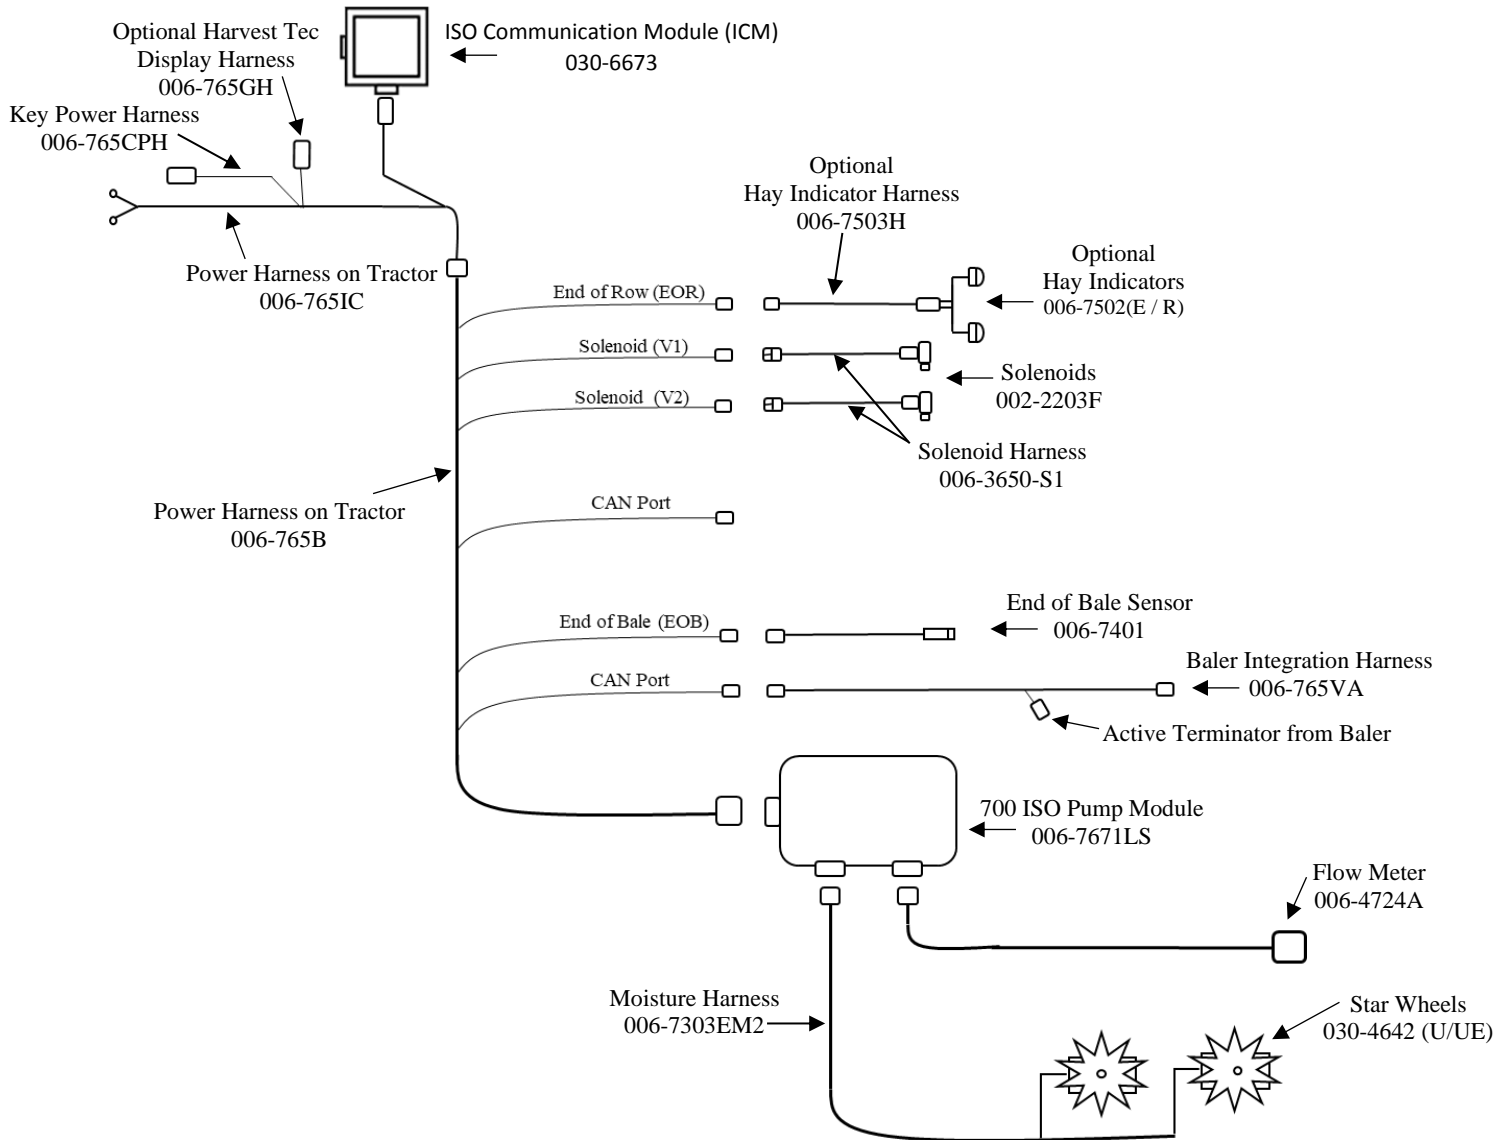 Optional Harvest Tec
Display Harness
006-765GH
ISO Communication Module (ICM)
030-6673
Key Power Harness
006-765CPH
Power Harness on Tractor
006-765IC
Optional
Hay Indicator Harness
006-7503H
Optional
Hay Indicators
006-7502(E / R)
End of Row (EOR)
Solenoid (V1)
Solenoid (V2)
Solenoids
002-2203F
Solenoid Harness
006-3650-S1
Power Harness on Tractor
006-765B
CAN Port
End of Bale (EOB)
End of Bale Sensor
006-7401
CAN Port
Baler Integration Harness
006-765VA
Active Terminator from Baler
700 ISO Pump Module
006-7671LS
Flow Meter
006-4724A
Moisture Harness
006-7303EM2
Star Wheels
030-4642 (U/UE)